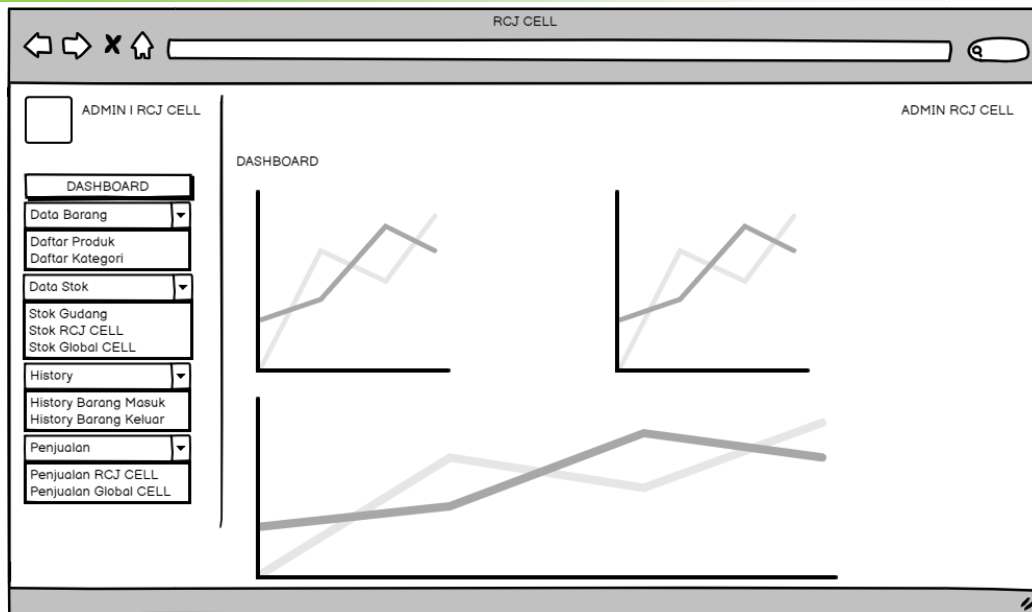 RCJ CELL
ADMIN | RCJ CELL
ADMIN RCJ CELL
DASHBOARD
DASHBOARD
Data Barang
Daftar Produk
Daftar Kategori
Data Stok
Stok Gudang
Stok RCJ CELL
Stok Global CELL
History
History Barang Masuk
History Barang Keluar
Penjualan
Penjualan RCJ CELL
Penjualan Global CELL